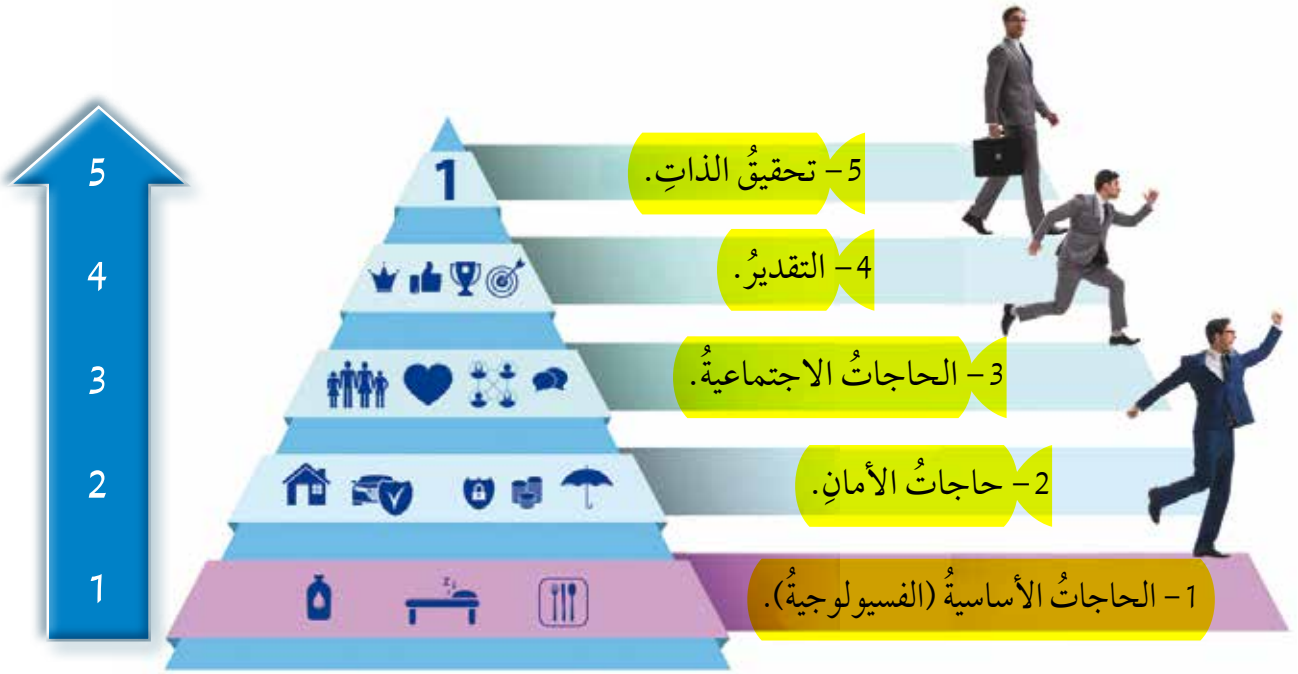 5
4
3
2
1
1
5- تحقيقُ الذاتِ.
4- التقديرُ.
3- الحاجاتُ الاجتماعيةُ.
2- حاجاتُ الأمانِ.
1- الحاجاتُ الأساسيةُ (الفسيولوجيةُ).